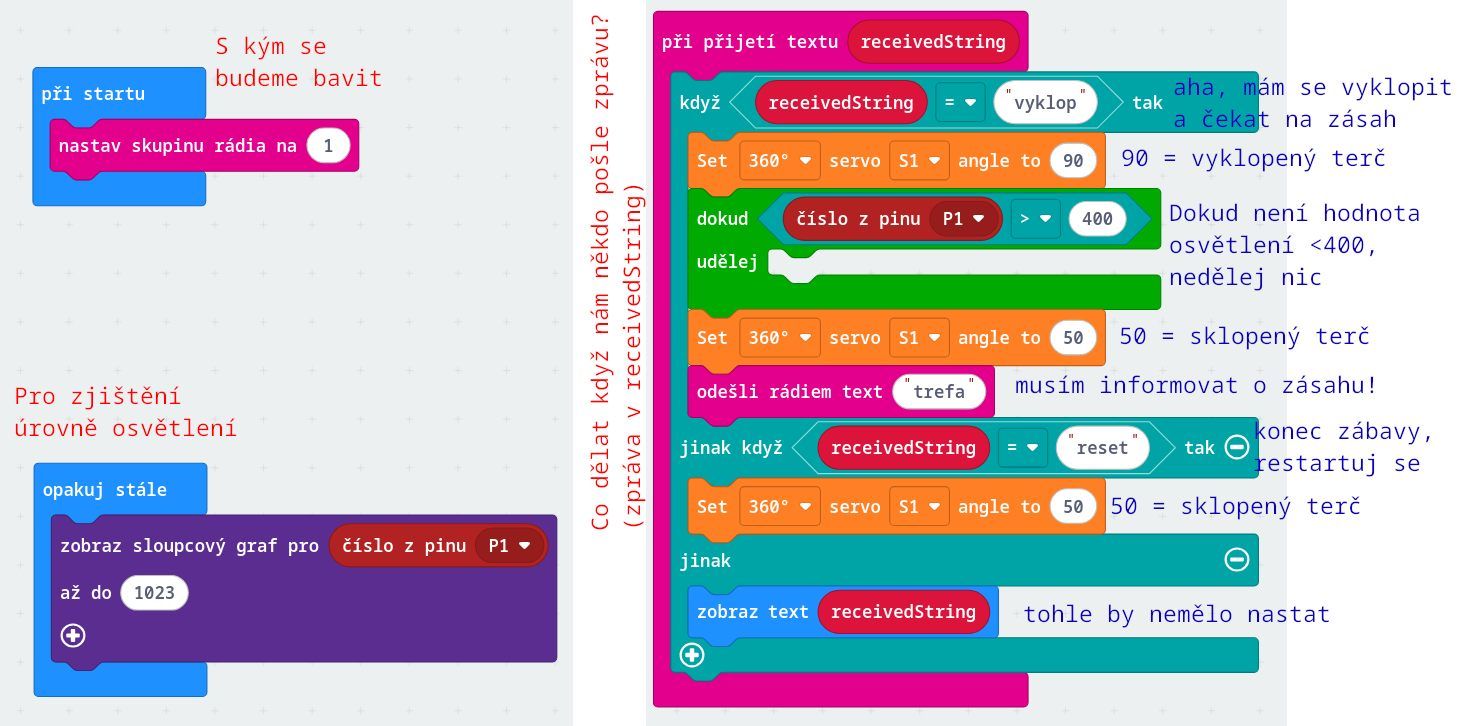 S kým se
budeme bavit
při startu
nastav skupinu rádia na 1
Pro zjištění
úrovně osvětlení
opakuj stále
zobraz sloupcový graf pro číslo z pinu P1
až do 1023
Co dělat když nám někdo pošle zprávu?
(zpráva v receivedString)
při přijetí textu receivedString
když receivedString = "vyklop" tak
aha, mám se vyklopit
a čekat na zásah
Set 360° servo S1 angle to 90
90 = vyklopený terč
dokud číslo z pinu P1 > 400
udělej
Dokud není hodnota
osvětlení <400,
nedělej nic
Set 360° servo S1 angle to 50
50 = sklopený terč
odešli rádiem text "trefa"
musím informovat o zásahu!
jinak když receivedString = "reset" tak
konec zábavy,
restartuj se
Set 360° servo S1 angle to 50
50 = sklopený terč
jinak
zobraz text receivedString
tohle by nemělo nastat